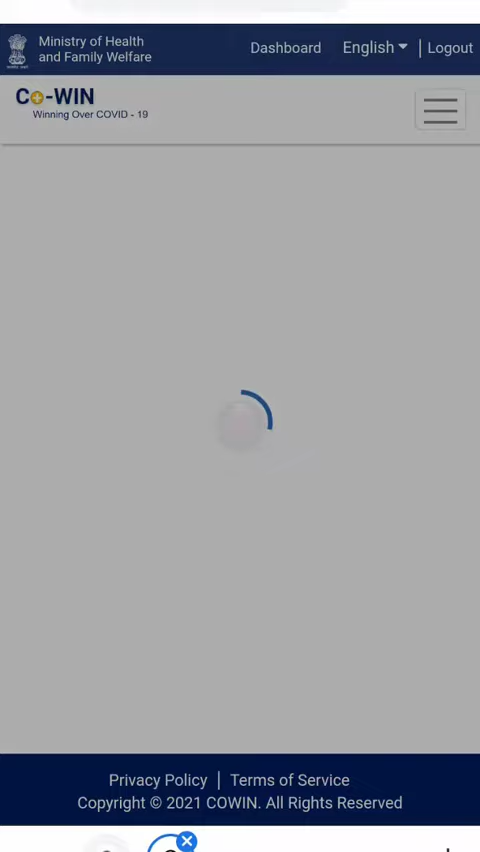 Ministry of Health
and Family Welfare
Dashboard English Logout
Co-WIN
Winning Over COVID - 19
Privacy Policy | Terms of Service
Copyright © 2021 COWIN. All Rights Reserved